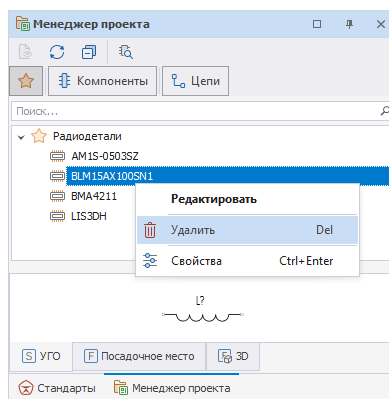 Менеджер проекта
Компоненты
Цепи
Поиск...
Радиодетали
AM1S-0503SZ
BLM15AX100SN1
BMA4211
LIS3DH
Редактировать
Удалить Del
Свойства Ctrl+Enter
L?
S УГО
F Посадочное место
F 3D
Стандарты
Менеджер проекта